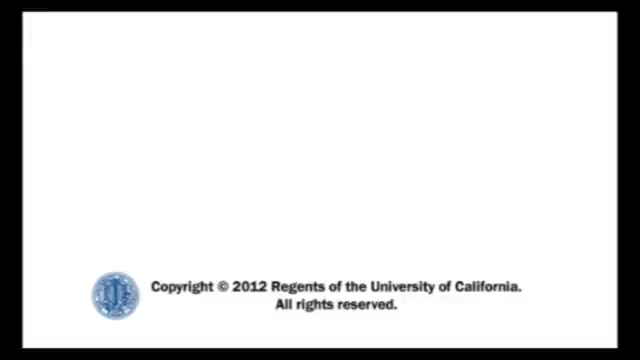 Copyright © 2012 Regents of the University of California.
All rights reserved.